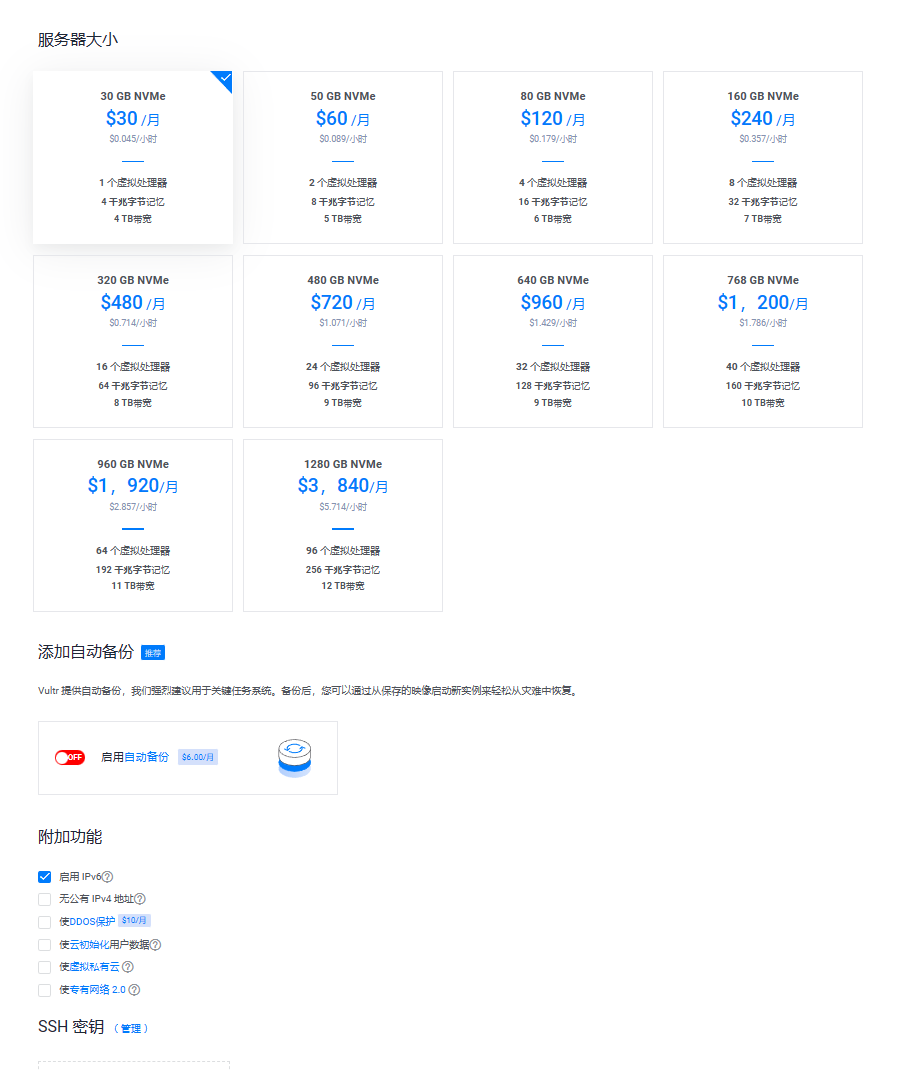 服务器大小
30 GB NVMe
$30 /月
$0.045/小时
1 个虚拟处理器
4 千兆字节记忆
4 TB带宽
50 GB NVMe
$60 /月
$0.089/小时
2 个虚拟处理器
8 千兆字节记忆
5 TB带宽
80 GB NVMe
$120 /月
$0.179/小时
4 个虚拟处理器
16 千兆字节记忆
6 TB带宽
160 GB NVMe
$240 /月
$0.357/小时
8 个虚拟处理器
32 千兆字节记忆
7 TB带宽
320 GB NVMe
$480 /月
$0.714/小时
16 个虚拟处理器
64 千兆字节记忆
8 TB带宽
480 GB NVMe
$720 /月
$1.071/小时
24 个虚拟处理器
96 千兆字节记忆
9 TB带宽
640 GB NVMe
$960 /月
$1.429/小时
32 个虚拟处理器
128 千兆字节记忆
9 TB带宽
768 GB NVMe
$1，200/月
$1.786/小时
40 个虚拟处理器
160 千兆字节记忆
10 TB带宽
960 GB NVMe
$1，920/月
$2.857/小时
64 个虚拟处理器
192 千兆字节记忆
11 TB带宽
1280 GB NVMe
$3，840/月
$5.714/小时
96 个虚拟处理器
256 千兆字节记忆
12 TB带宽
添加自动备份 推荐
Vultr 提供自动备份，我们强烈建议用于关键任务系统。备份后，您可以通过从保存的映像启动新实例来轻松从灾难中恢复。
OFF 启用自动备份 $6.00/月
附加功能
启用 IPv6?
无公有 IPv4 地址?
使DDOS保护 $10/月
使云初始化用户数据?
使虚拟私有云 ?
使专有网络 2.0 ?
SSH 密钥 （管理）